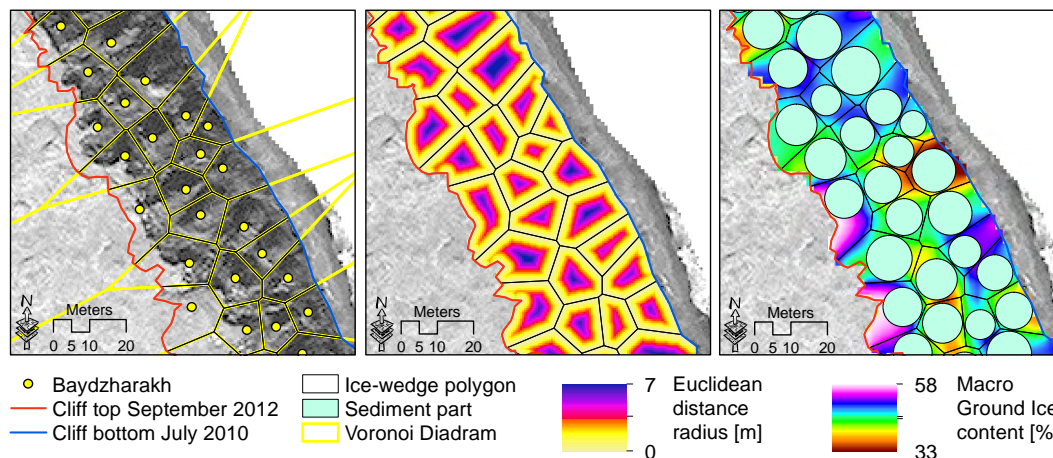 N
Meters
0 5 10 20
N
Meters
0 5 10 20
N
Meters
0 5 10 20
Baydzharakh
Cliff top September 2012
Cliff bottom July 2010
Ice-wedge polygon
Sediment part
Voronoi Diadram
7
0
Euclidean
distance
radius [m]
58
33
Macro
Ground Ice
content [%